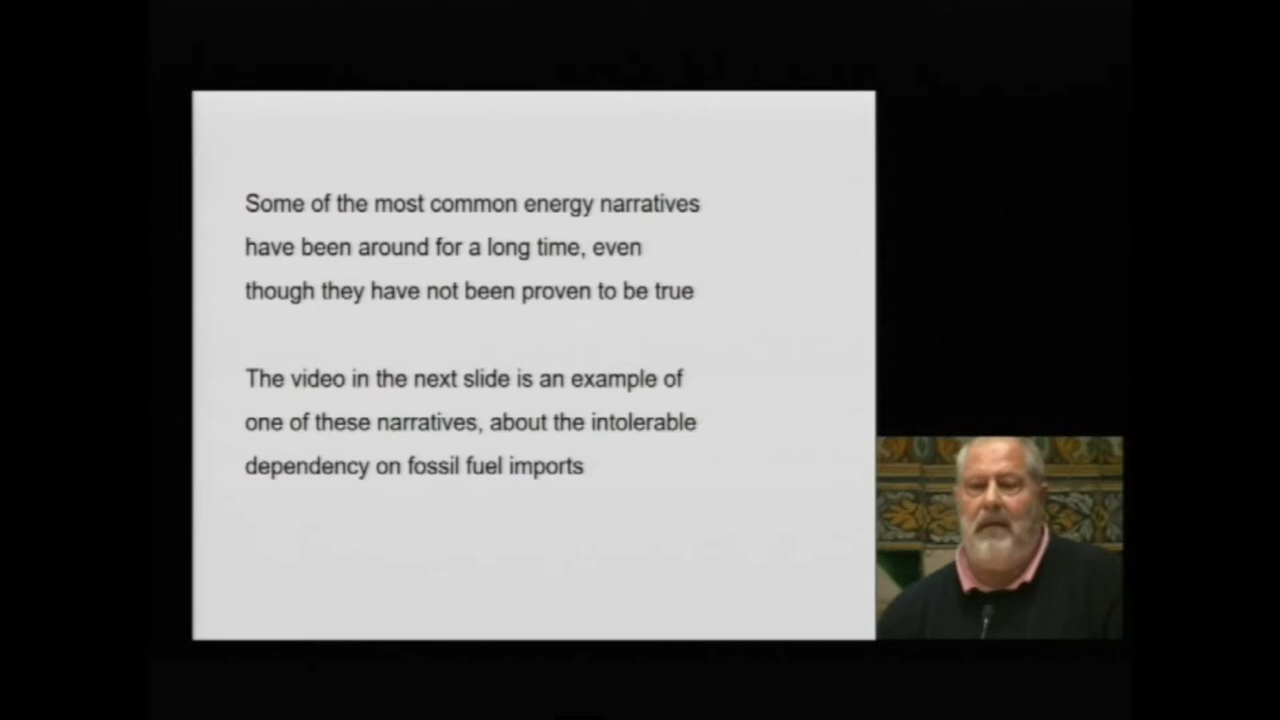 Some of the most common energy narratives
have been around for a long time, even
though they have not been proven to be true
The video in the next slide is an example of
one of these narratives, about the intolerable
dependency on fossil fuel imports